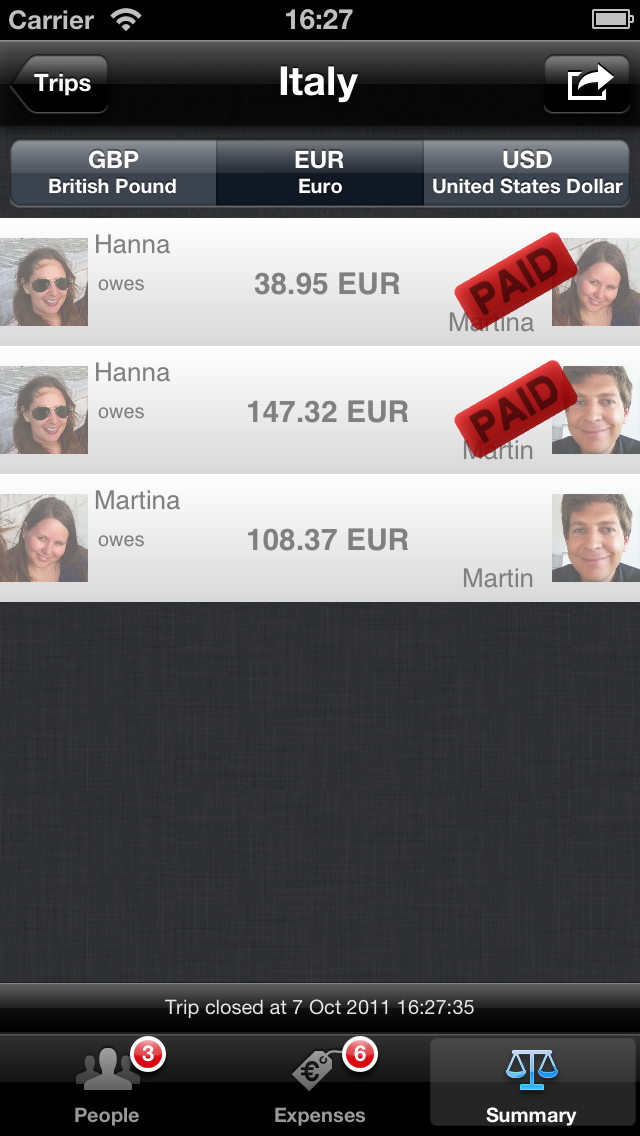 Carrier 16:27
Trips Italy
GBP EUR USD
British Pound Euro United States Dollar
Hanna
owes 38.95 EUR PAID
Martina
Hanna
owes 147.32 EUR PAID
Martin
Martina
owes 108.37 EUR
Martin
Trip closed at 7 Oct 2011 16:27:35
3 6
€
People Expenses Summary